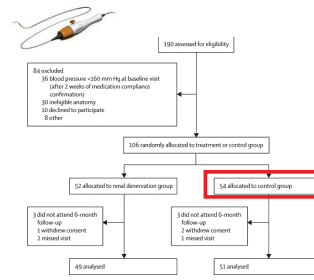 190 assessed for eligibility
84 excluded
36 blood pressure <160 mm Hg at baseline visit
(after 2 weeks of medication compliance
confirmation)
30 ineligible anatomy
10 declined to participate
8 other
106 randomly allocated to treatment or control group
52 allocated to renal denervation group
54 allocated to control group
3 did not attend 6-month
follow-up
1 withdrew consent
2 missed visit
3 did not attend 6-month
follow-up
2 withdrew consent
1 missed visit
49 analysed
51 analysed